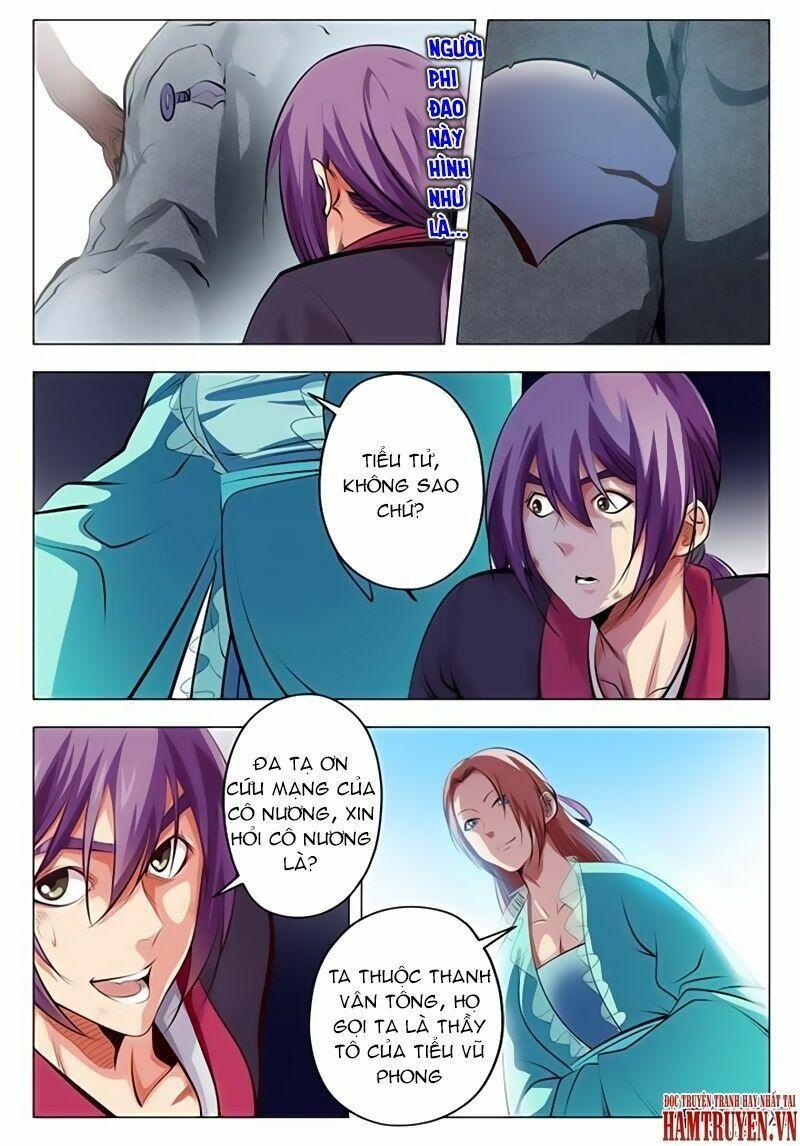 NGƯỜI
PHI
ĐAO
NÀY
HÌNH
NHƯ
LÀ...
TIỂU TỬ,
KHÔNG SAO
CHỨ?
ĐA TẠ ƠN
CỨU MẠNG CỦA
CÔ NƯƠNG, XIN
HỎI CÔ NƯƠNG
LÀ?
TA THUỘC THANH
VÂN TÔNG, HỌ
GỌI TA LÀ THẦY
TÔ CỦA TIỂU VŨ
PHONG
ĐỌC TRUYỆN TRANH HAY NHẤT TẠI
HAMTRUYEN.VN